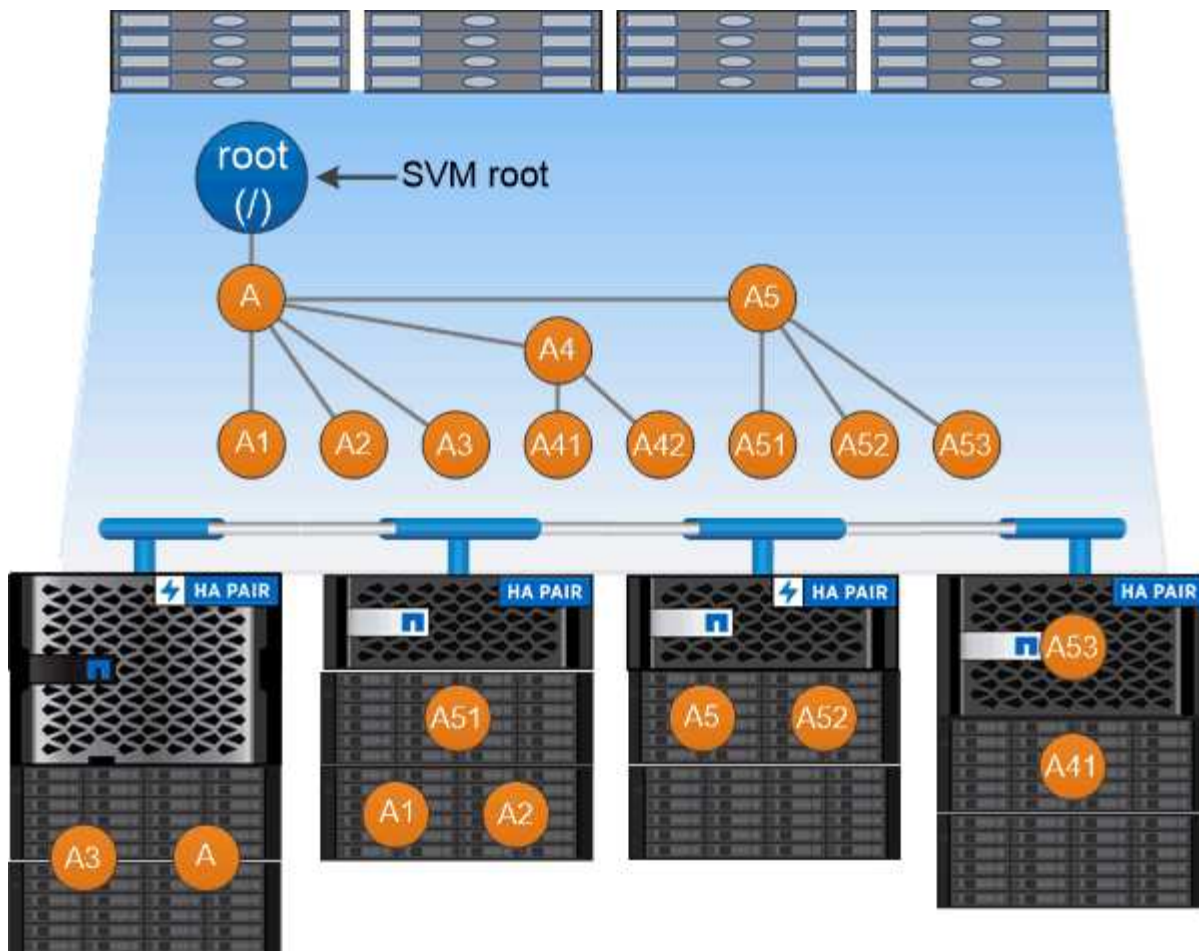 root
(/)
SVM root
A
A5
A4
A1
A2
A3
A41
A42
A51
A52
A53
HA PAIR
HA PAIR
HA PAIR
HA PAIR
A53
A51
A5
A52
A41
A1
A2
A3
A